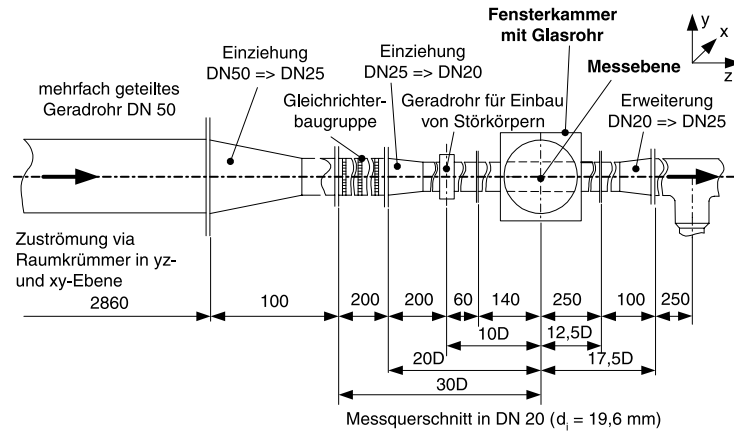 Fensterkammer
mit Glasrohr
y
x
z
Einziehung
DN50 => DN25
Einziehung
DN25 => DN20
Messebene
mehrfach geteiltes
Geradrohr DN 50
Gleichrichter-
baugruppe
Geradrohr für Einbau
von Störkörpern
Erweiterung
DN20 => DN25
Zuströmung via
Raumkrümmer in yz-
und xy-Ebene
2860
100
200
200
60
140
250
100
250
10D
12,5D
20D
17,5D
30D
Messquerschnitt in DN 20 (di = 19,6 mm)